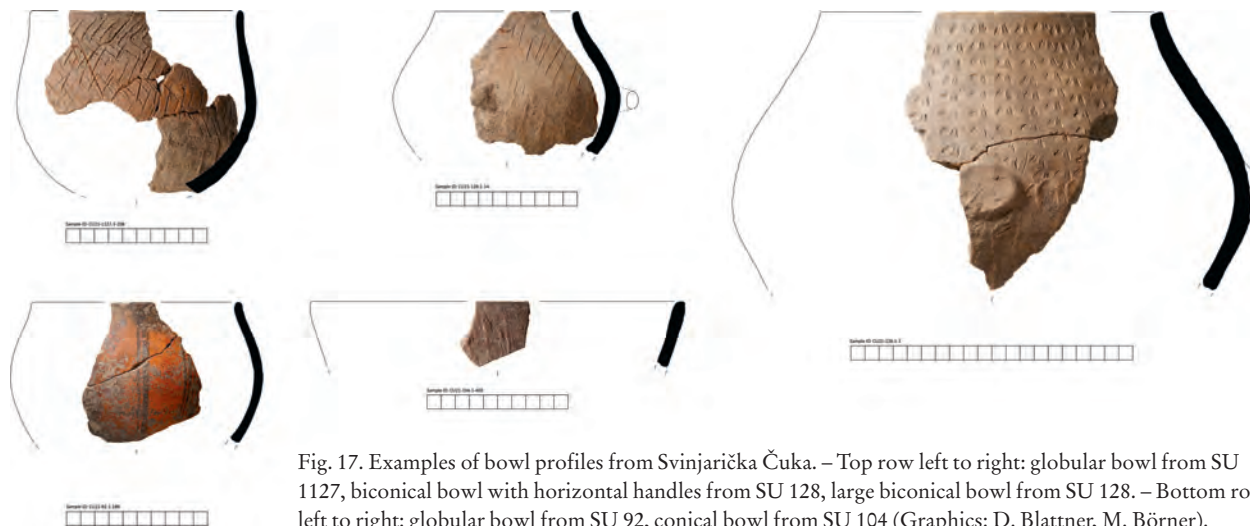 Fig. 17. Examples of bowl profiles from Svinjarička Čuka. – Top row left to right: globular bowl from SU
1127, biconical bowl with horizontal handles from SU 128, large biconical bowl from SU 128. – Bottom ro
left to right: globular bowl from SU 92, conical bowl from SU 104 (Graphics: D. Blattner, M. Börner).